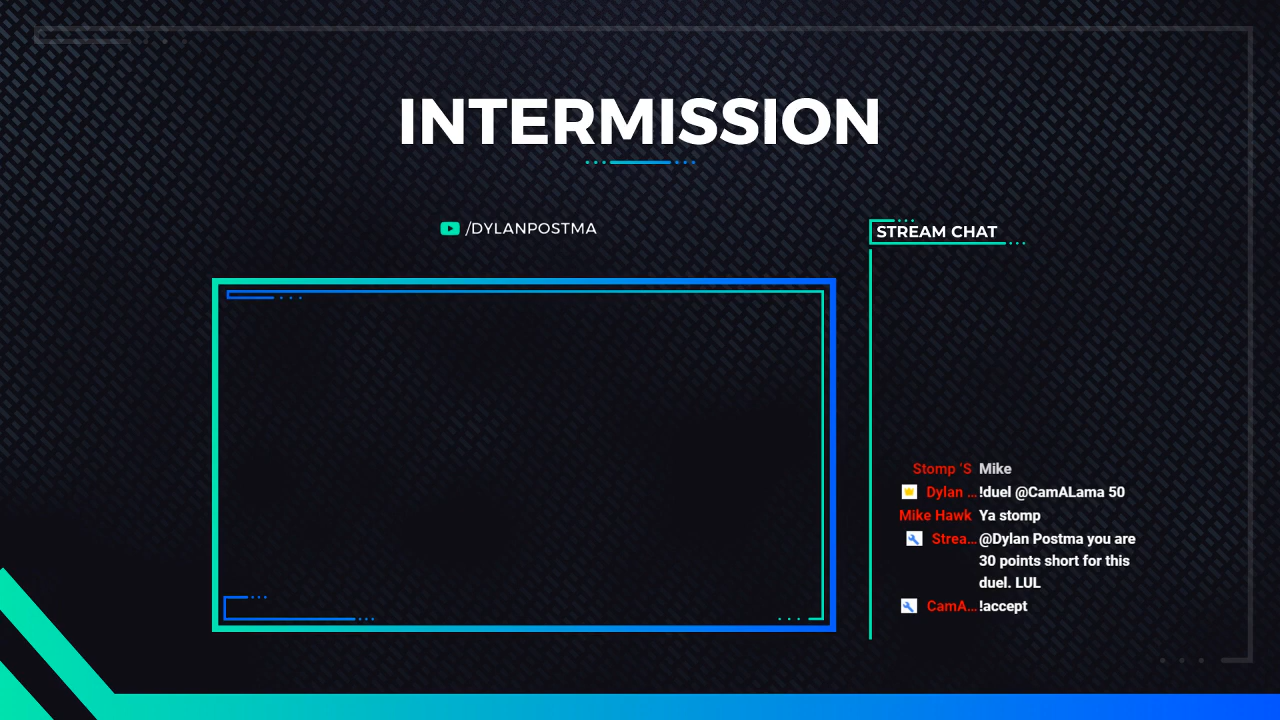 INTERMISSION
/DYLANPOSTMA
STREAM CHAT
Stomp 'S Mike
Dylan ... !duel @CamALama 50
Mike Hawk Ya stomp
Strea... @Dylan Postma you are
30 points short for this
duel. LUL
CamA... !accept